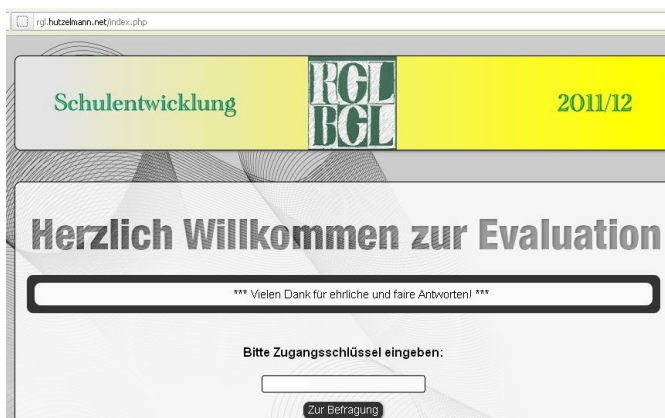 rgl.hutzelmann.net/index.php
Schulentwicklung
RGL
BGL
2011/12
Herzlich Willkommen zur Evaluation
*** Vielen Dank für ehrliche und faire Antworten! ***
Bitte Zugangsschlüssel eingeben:
Zur Befragung